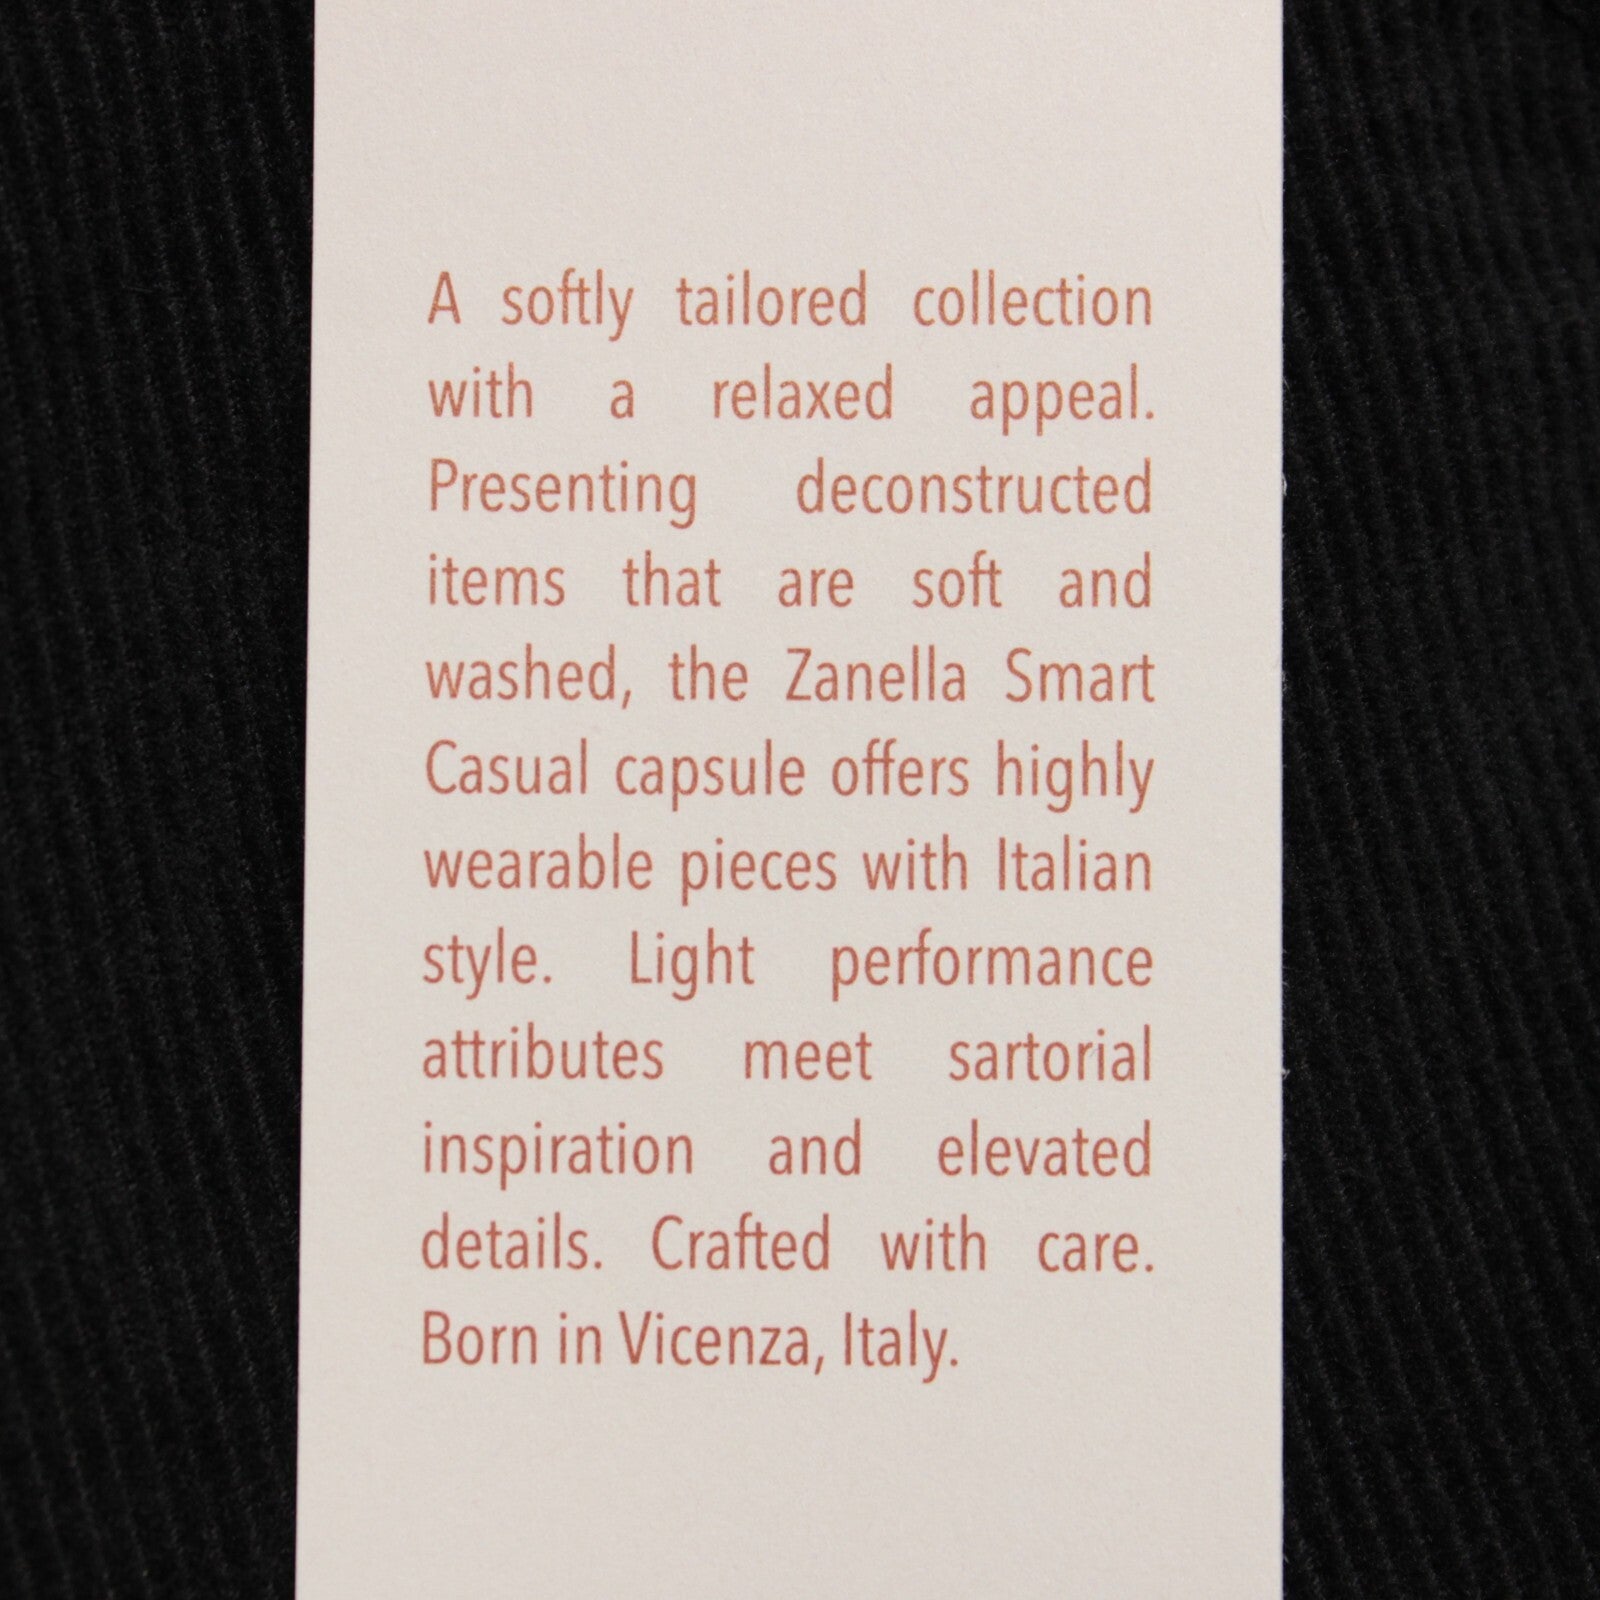 A softly tailored collection
with a relaxed appeal.
Presenting deconstructed
items that are soft and
washed, the Zanella Smart
Casual capsule offers highly
wearable pieces with Italian
style. Light performance
attributes meet sartorial
inspiration and elevated
details. Crafted with care.
Born in Vicenza, Italy.